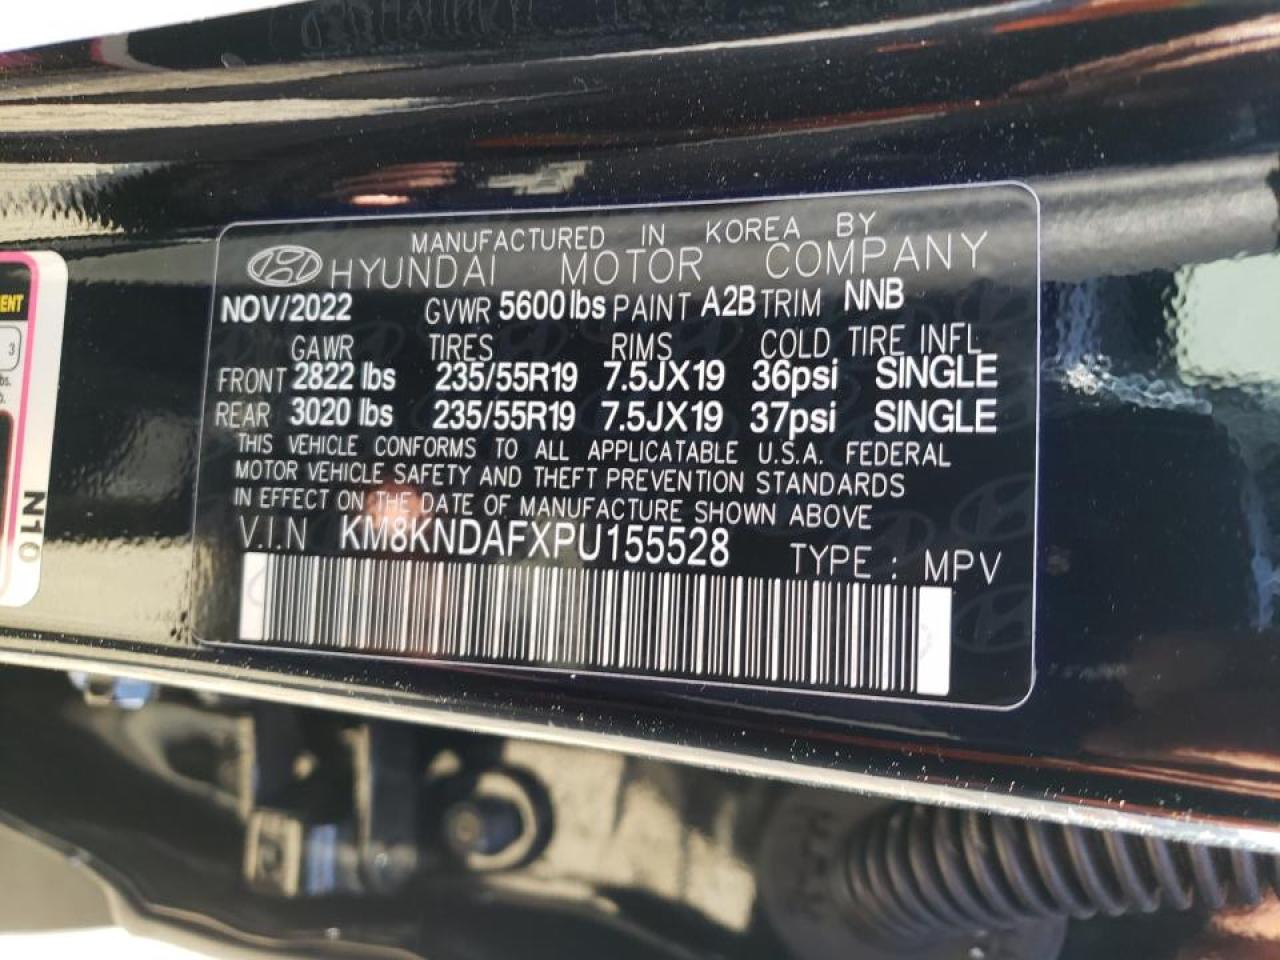 MANUFACTURED IN KOREA BY
HYUNDAI MOTOR COMPANY
NOV/2022 GVWR 5600 lbs PAINT A2B TRIM NNB
GAWR TIRES RIMS COLD TIRE INFL
FRONT 2822 lbs 235/55R19 7.5JX19 36psi SINGLE
REAR 3020 lbs 235/55R19 7.5JX19 37psi SINGLE
THIS VEHICLE CONFORMS TO ALL APPLICATABLE U.S.A. FEDERAL
MOTOR VEHICLE SAFETY AND THEFT PREVENTION STANDARDS
IN EFFECT ON THE DATE OF MANUFACTURE SHOWN ABOVE
V.I.N KM8KNDAFXPU155528 TYPE : MPV
3
N10